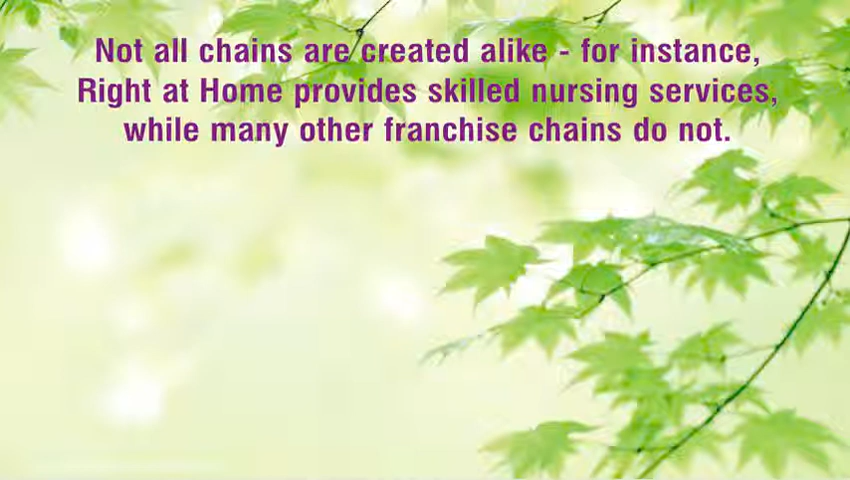 Not all chains are created alike - for instance,
Right at Home provides skilled nursing services,
while many other franchise chains do not.